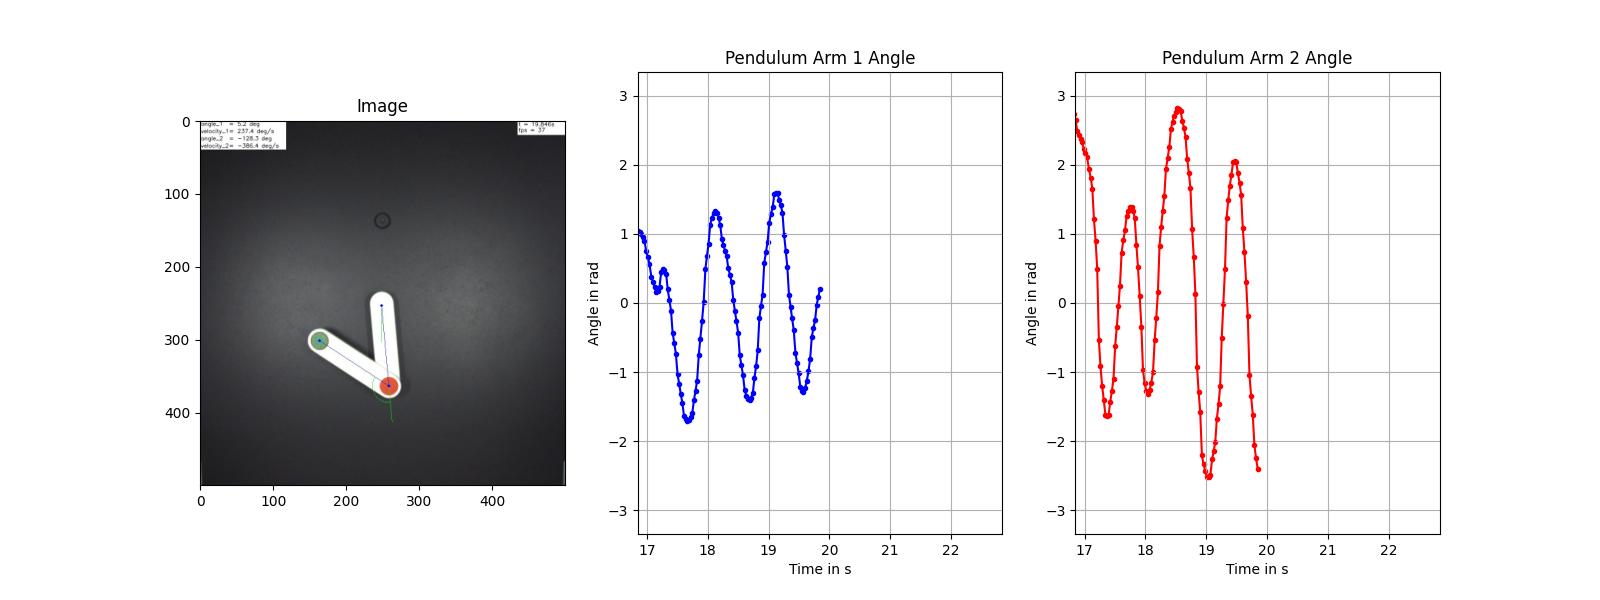 Image
angle_1 = 5.2 deg
velocity_1= 237.4 deg/s
angle_2 = -128.3 deg
velocity_2= -386.4 deg/s
t = 19.846s
fps = 37
0
100
200
300
400
0 100 200 300 400
Pendulum Arm 1 Angle
Angle in rad
3
2
1
0
−1
−2
−3
17 18 19 20 21 22
Time in s
Pendulum Arm 2 Angle
Angle in rad
3
2
1
0
−1
−2
−3
17 18 19 20 21 22
Time in s